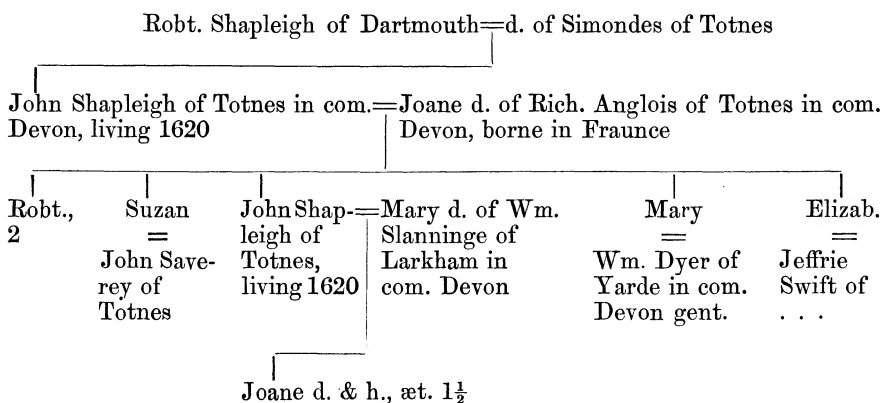 Robt. Shapleigh of Dartmouth=d. of Simondes of Totnes
John Shapleigh of Totnes in com.=Joane d. of Rich. Anglois of Totnes in com.
Devon, living 1620
Devon, borne in Fraunce
Robt.,
2
Suzan
=
John Save-
rey of
Totnes
John Shap-=Mary d. of Wm.
leigh of
Totnes,
living 1620
Slanninge of
Larkham in
com. Devon
Mary
=
Wm. Dyer of
Yarde in com.
Devon gent.
Elizab.
=
Jeffrie
Swift of
. . .
Joane d. & h., æt. 1½